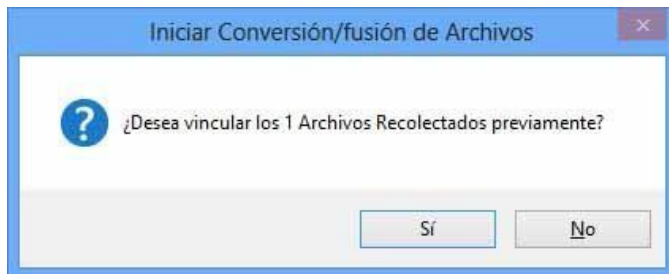 Iniciar Conversión/fusión de Archivos
¿Desea vincular los 1 Archivos Recolectados previamente?
Sí
No